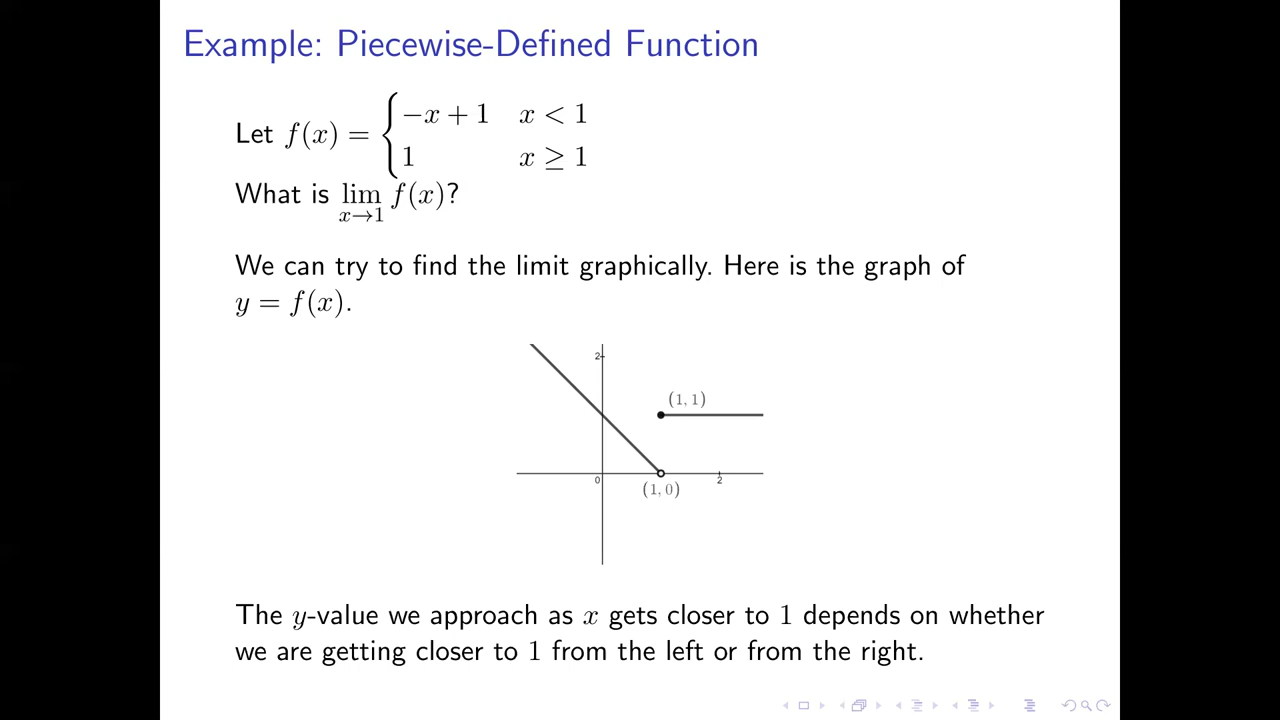 Example: Piecewise-Defined Function
Let f(x) = { −x + 1 x < 1
1 x ≥ 1
What is lim x→1 f(x)?
We can try to find the limit graphically. Here is the graph of
y = f(x).
2
(1, 1)
0
2
(1, 0)
The y-value we approach as x gets closer to 1 depends on whether
we are getting closer to 1 from the left or from the right.